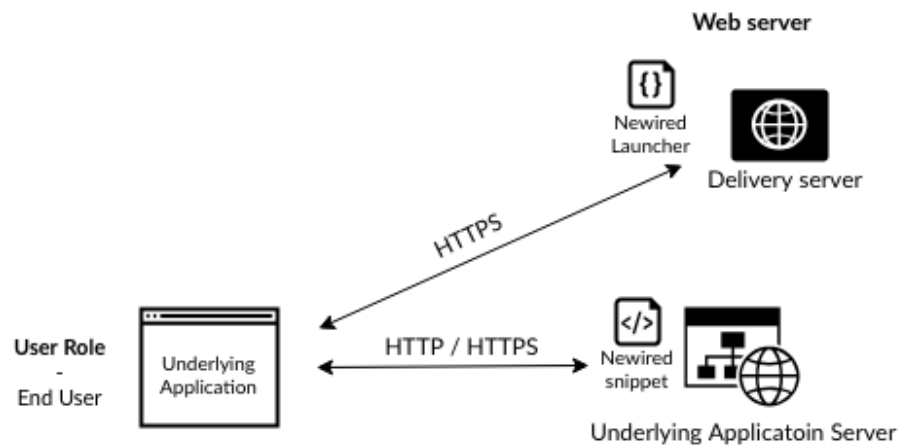 Web server
{}
Newired
Launcher
Delivery server
HTTPS
User Role
-
End User
Underlying
Application
HTTP / HTTPS
</>
Newired
snippet
Underlying Applicatoin Server